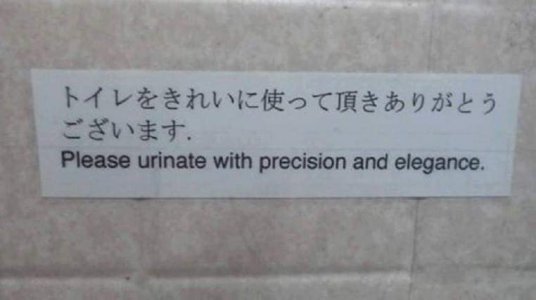 トイレをきれいに使って頂きありがとう
ございます.
Please urinate with precision and elegance.